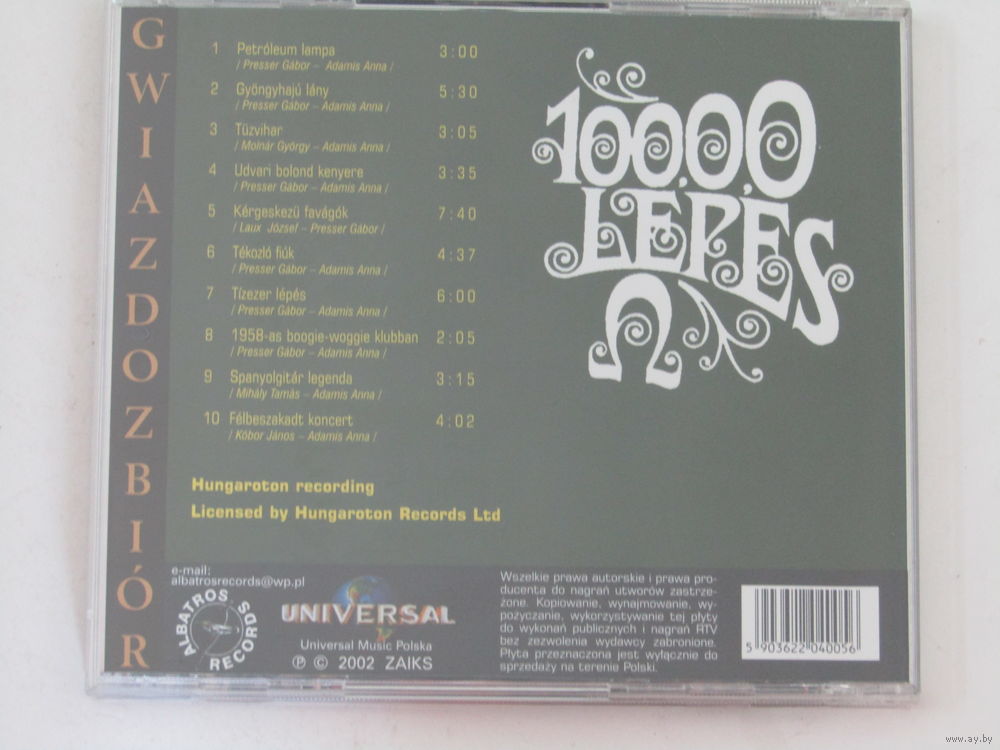 GWIAZDOZBIÓR
1 Petróleum lampa 3:00
/ Presser Gábor – Adamis Anna /
2 Gyöngyhajú lány 5:30
/ Presser Gábor – Adamis Anna /
3 Tüzvihar 3:05
/ Molnár György – Adamis Anna /
4 Udvari bolond kenyere 3:35
/ Presser Gábor – Adamis Anna /
5 Kérgeskezü favágók 7:40
/ Laux József – Presser Gábor /
6 Tékozló fiúk 4:37
/ Presser Gábor – Adamis Anna /
7 Tízezer lépés 6:00
/ Presser Gábor – Adamis Anna /
8 1958-as boogie-woggie klubban 2:05
/ Presser Gábor – Adamis Anna /
9 Spanyolgitár legenda 3:15
/ Mihály Tamás – Adamis Anna /
10 Félbeszakadt koncert 4:02
/ Kóbor János – Adamis Anna /
10000
LÉPÉS
Ω
Hungaroton recording
Licensed by Hungaroton Records Ltd
e-mail:
albatrosrecords@wp.pl
ALBATROS RECORDS
UNIVERSAL
Universal Music Polska
℗ © 2002 ZAIKS
Wszelkie prawa autorskie i prawa pro-
ducenta do nagrań utworów zastrze-
żone. Kopiowanie, wynajmowanie, wy-
pożyczanie, wykorzystywanie tej płyty
do wykonań publicznych i nagrań RTV
bez zezwolenia wydawcy zabronione.
Płyta przeznaczona jest wyłącznie do
sprzedaży na terenie Polski.
5 903622 040056
www.ay.by